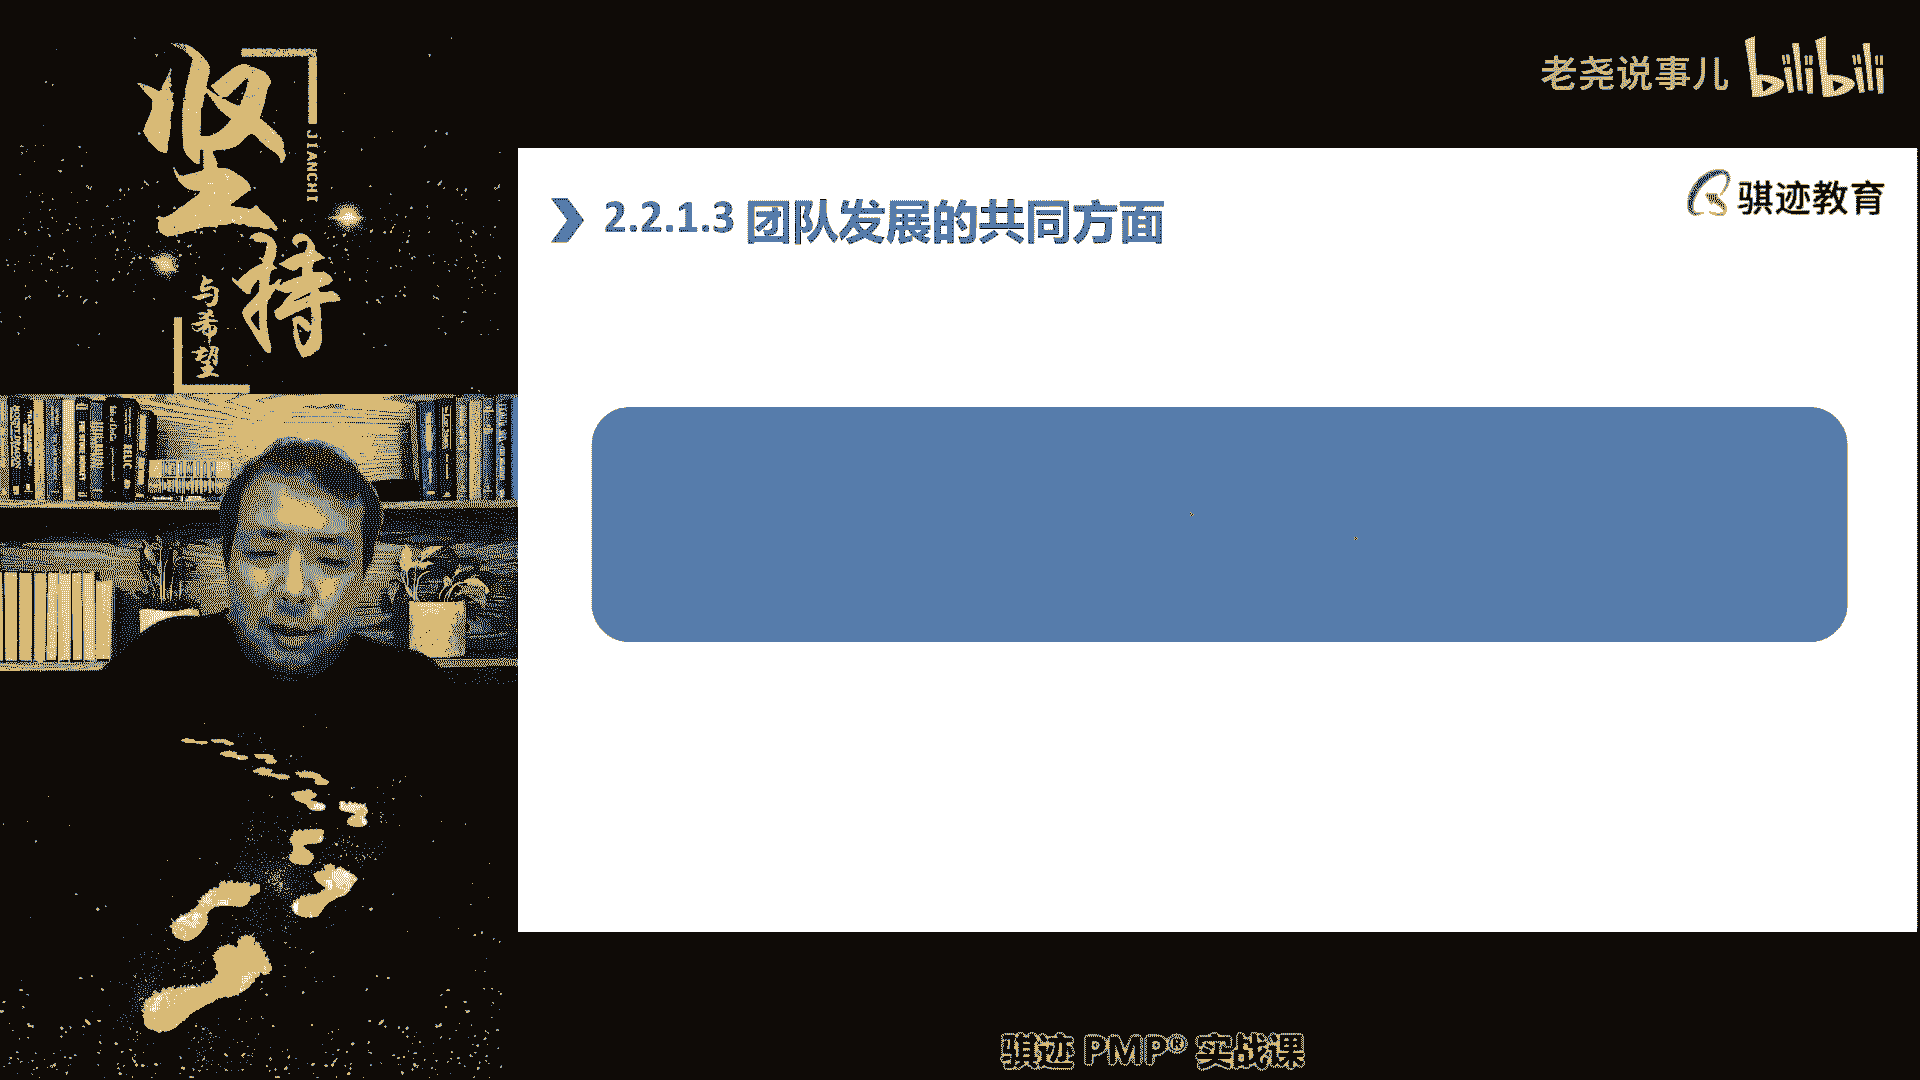 坚持
JIANCHI
与希望
老尧说事儿 bilibili
骐迹教育
2.2.1.3 团队发展的共同方面
骐迹 PMP® 实战课